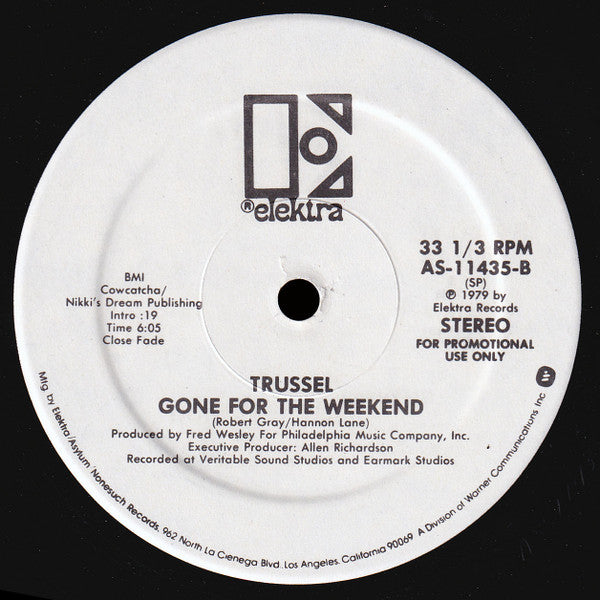 ® elektra
33 1/3 RPM
AS-11435-B
(SP)
℗ 1979 by
Elektra Records
STEREO
FOR PROMOTIONAL
USE ONLY
BMI
Cowcatcha/
Nikki's Dream Publishing
Intro :19
Time 6:05
Close Fade
TRUSSEL
GONE FOR THE WEEKEND
(Robert Gray/Hannon Lane)
Produced by Fred Wesley For Philadelphia Music Company, Inc.
Executive Producer: Allen Richardson
Recorded at Veritable Sound Studios and Earmark Studios
Mfg. by Elektra/Asylum Nonesuch Records, 962 North La Cienega Blvd., Los Angeles, California 90069 A Division of Warner Communications Inc